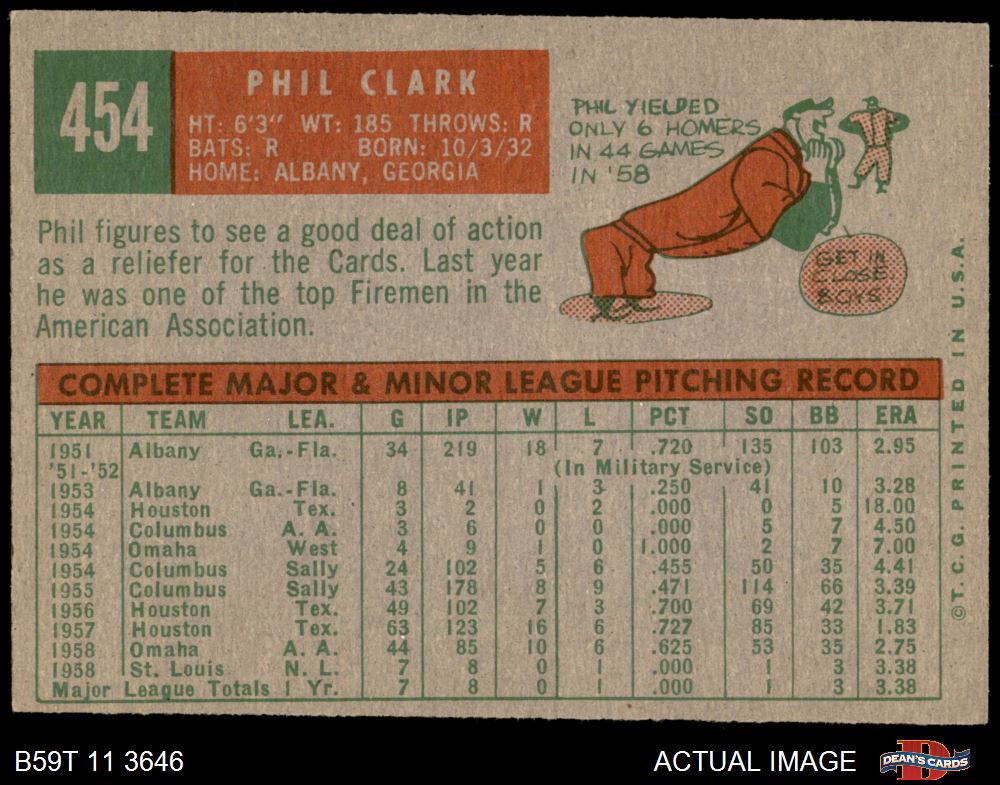 454
PHIL CLARK
HT: 6'3" WT: 185 THROWS: R
BATS: R BORN: 10/3/32
HOME: ALBANY, GEORGIA
PHIL YIELDED
ONLY 6 HOMERS
IN 44 GAMES
IN '58
GET IN
CLOSE
BOYS
Phil figures to see a good deal of action
as a reliefer for the Cards. Last year
he was one of the top Firemen in the
American Association.
COMPLETE MAJOR & MINOR LEAGUE PITCHING RECORD
YEAR TEAM LEA. G IP W L PCT SO BB ERA
1951 Albany Ga.-Fla. 34 219 18 7 .720 135 103 2.95
'51-'52 (In Military Service)
1953 Albany Ga.-Fla. 8 41 1 3 .250 41 10 3.28
1954 Houston Tex. 3 2 0 2 .000 0 5 18.00
1954 Columbus A. A. 3 6 0 0 .000 5 7 4.50
1954 Omaha West 4 9 1 0 1.000 2 7 7.00
1954 Columbus Sally 24 102 5 6 .455 50 35 4.41
1955 Columbus Sally 43 178 8 9 .471 114 66 3.39
1956 Houston Tex. 49 102 7 3 .700 69 42 3.71
1957 Houston Tex. 63 123 16 6 .727 85 33 1.83
1958 Omaha A. A. 44 85 10 6 .625 53 35 2.75
1958 St. Louis N. L. 7 8 0 1 .000 1 3 3.38
Major League Totals 1 Yr. 7 8 0 1 .000 1 3 3.38
©T. C. G. PRINTED IN U.S.A.
B59T 11 3646
ACTUAL IMAGE
D
DEAN'S CARDS